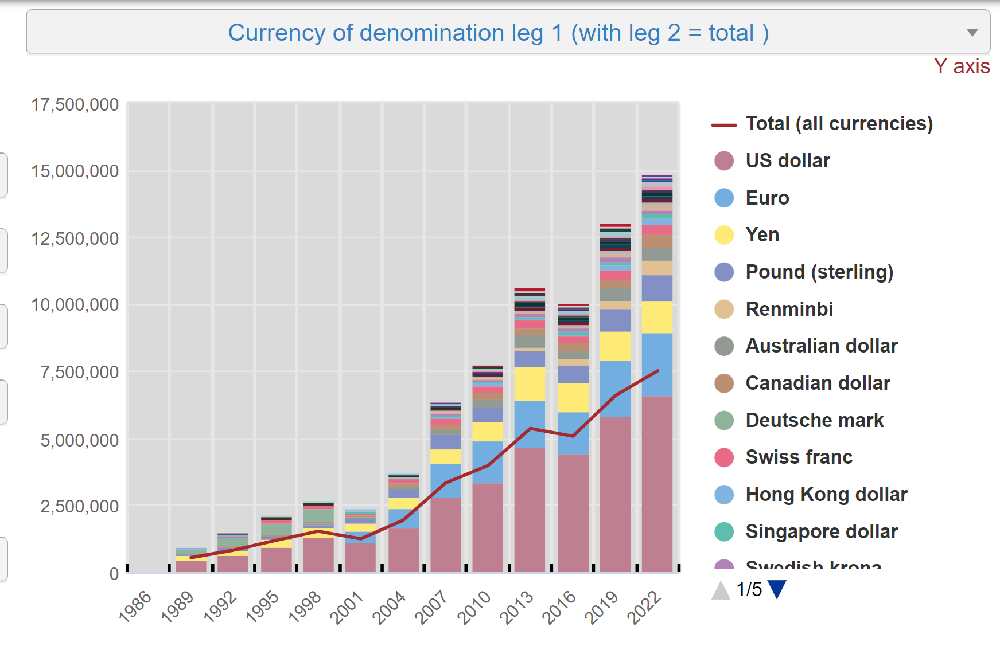 Currency of denomination leg 1 (with leg 2 = total )
Y axis
17,500,000
15,000,000
12,500,000
10,000,000
7,500,000
5,000,000
2,500,000
0
1986
1989
1992
1995
1998
2001
2004
2007
2010
2013
2016
2019
2022
Total (all currencies)
US dollar
Euro
Yen
Pound (sterling)
Renminbi
Australian dollar
Canadian dollar
Deutsche mark
Swiss franc
Hong Kong dollar
Singapore dollar
Swedish krona
1/5